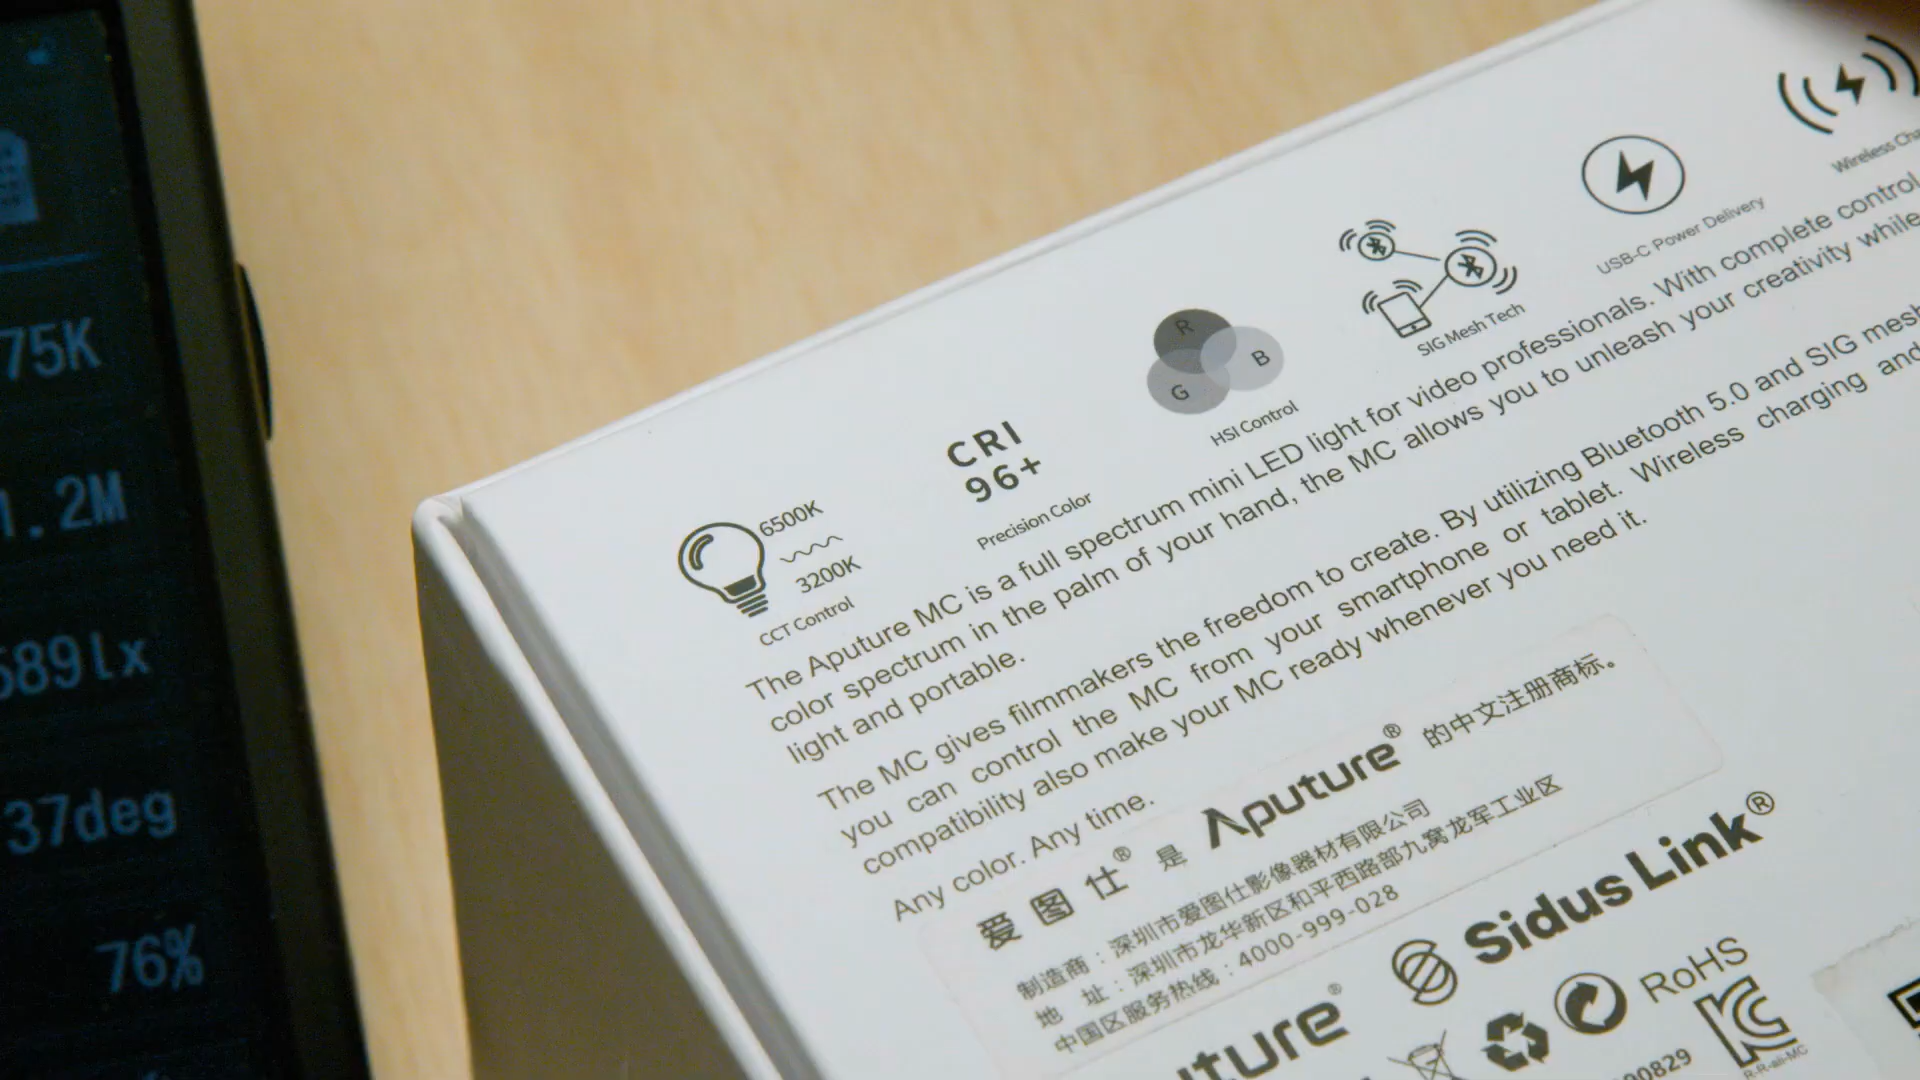 75K
1.2M
689lx
37deg
76%
Wireless
USB-C Power Delivery
SIG Mesh Tech
R
G
B
HSI Control
CRI
96+
Precision Color
6500K
3200K
CCT Control
The Aputure MC is a full spectrum mini LED light for video professionals. With complete control
color spectrum in the palm of your hand, the MC allows you to unleash your creativity while
light and portable.
The MC gives filmmakers the freedom to create. By utilizing Bluetooth 5.0 and SIG mesh
you can control the MC from your smartphone or tablet. Wireless charging and
compatibility also make your MC ready whenever you need it.
Any color. Any time.
爱图仕® 是 Aputure® 的中文注册商标。
制造商：深圳市爱图仕影像器材有限公司
地 址：深圳市龙华新区和平西路部九窝龙军工业区
中国区服务热线：4000-999-028
Sidus Link®
uture®
RoHS
90829
R-R-ali-MC